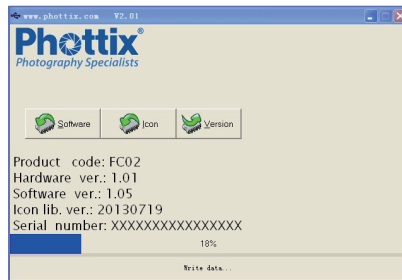 www.phottix.com V2.01
Phottix®
Photography Specialists
Software Icon Version
Product code: FC02
Hardware ver.: 1.01
Software ver.: 1.05
Icon lib. ver.: 20130719
Serial number: XXXXXXXXXXXXXXXX
18%
Write data...